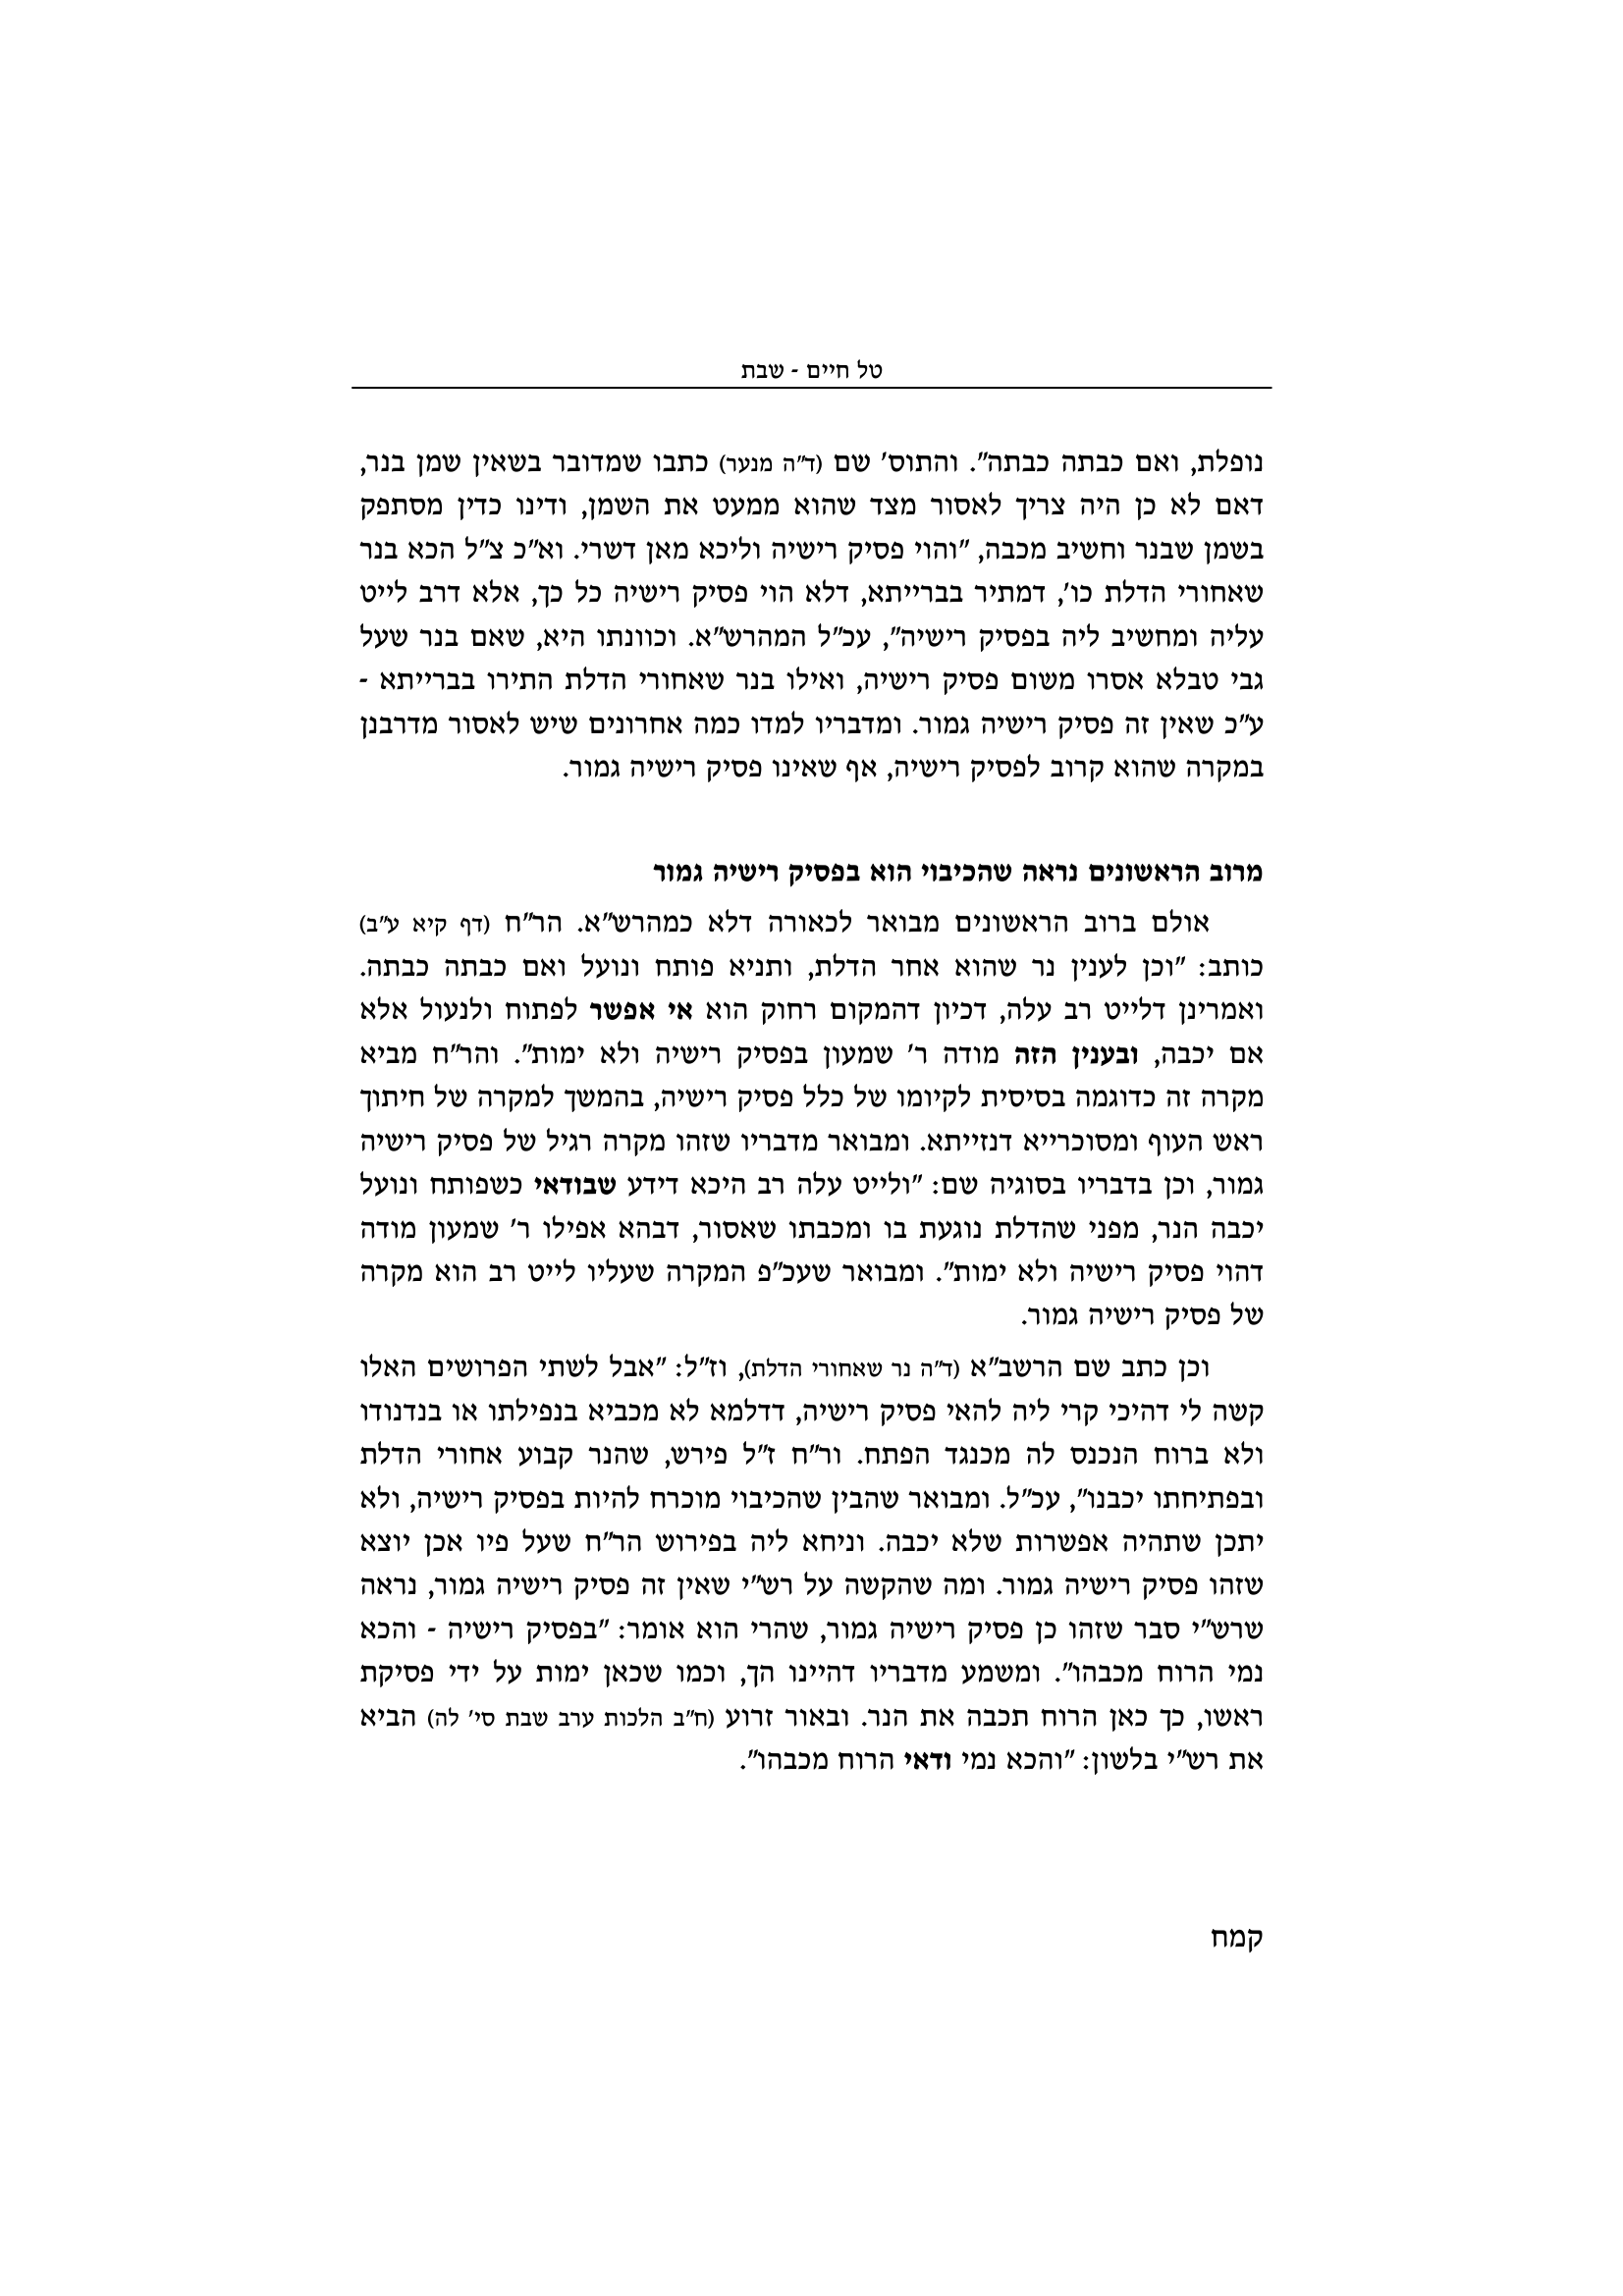 טל חיים - שבת
נופלת, ואם כבתה כבתה". והתוס' שם (ד"ה מנער) כתבו שמדובר בשאין שמן בנר,
דאם לא כן היה צריך לאסור מצד שהוא ממעט את השמן, ודינו כדין מסתפק
בשמן שבנר וחשיב מכבה, "והוי פסיק רישיה וליכא מאן דשרי. וא"כ צ"ל הכא בנר
שאחורי הדלת כו', דמתיר בברייתא, דלא הוי פסיק רישיה כל כך, אלא דרב לייט
עליה ומחשיב ליה בפסיק רישיה", עכ"ל המהרש"א. וכוונתו היא, שאם בנר שעל
גבי טבלא אסרו משום פסיק רישיה, ואילו בנר שאחורי הדלת התירו בברייתא -
ע"כ שאין זה פסיק רישיה גמור. ומדבריו למדו כמה אחרונים שיש לאסור מדרבנן
במקרה שהוא קרוב לפסיק רישיה, אף שאינו פסיק רישיה גמור.
מרוב הראשונים נראה שהכיבוי הוא בפסיק רישיה גמור
אולם ברוב הראשונים מבואר לכאורה דלא כמהרש"א. הר"ח (דף קיא ע"ב)
כותב: "וכן לענין נר שהוא אחר הדלת, ותניא פותח ונועל ואם כבתה כבתה.
ואמרינן דלייט רב עלה, דכיון דהמקום רחוק הוא אי אפשר לפתוח ולנעול אלא
אם יכבה, ובענין הזה מודה ר' שמעון בפסיק רישיה ולא ימות". והר"ח מביא
מקרה זה כדוגמה בסיסית לקיומו של כלל פסיק רישיה, בהמשך למקרה של חיתוך
ראש העוף ומסוכרייא דנזייתא. ומבואר מדבריו שזהו מקרה רגיל של פסיק רישיה
גמור, וכן בדבריו בסוגיה שם: "ולייט עלה רב היכא דידע שבודאי כשפותח ונועל
יכבה הנר, מפני שהדלת נוגעת בו ומכבתו שאסור, דבהא אפילו ר' שמעון מודה
דהוי פסיק רישיה ולא ימות". ומבואר שעכ"פ המקרה שעליו לייט רב הוא מקרה
של פסיק רישיה גמור.
וכן כתב שם הרשב"א (ד"ה נר שאחורי הדלת), וז"ל: "אבל לשתי הפרושים האלו
קשה לי דהיכי קרי ליה להאי פסיק רישיה, דדלמא לא מכביא בנפילתו או בנדנודו
ולא ברוח הנכנס לה מכנגד הפתח. ור"ח ז"ל פירש, שהנר קבוע אחורי הדלת
ובפתיחתו יכבנו", עכ"ל. ומבואר שהבין שהכיבוי מוכרח להיות בפסיק רישיה, ולא
יתכן שתהיה אפשרות שלא יכבה. וניחא ליה בפירוש הר"ח שעל פיו אכן יוצא
שזהו פסיק רישיה גמור. ומה שהקשה על רש"י שאין זה פסיק רישיה גמור, נראה
שרש"י סבר שזהו כן פסיק רישיה גמור, שהרי הוא אומר: "בפסיק רישיה - והכא
נמי הרוח מכבהו". ומשמע מדבריו דהיינו הך, וכמו שכאן ימות על ידי פסיקת
ראשו, כך כאן הרוח תכבה את הנר. ובאור זרוע (ח"ב הלכות ערב שבת סי' לה) הביא
את רש"י בלשון: "והכא נמי ודאי הרוח מכבהו".
קמח